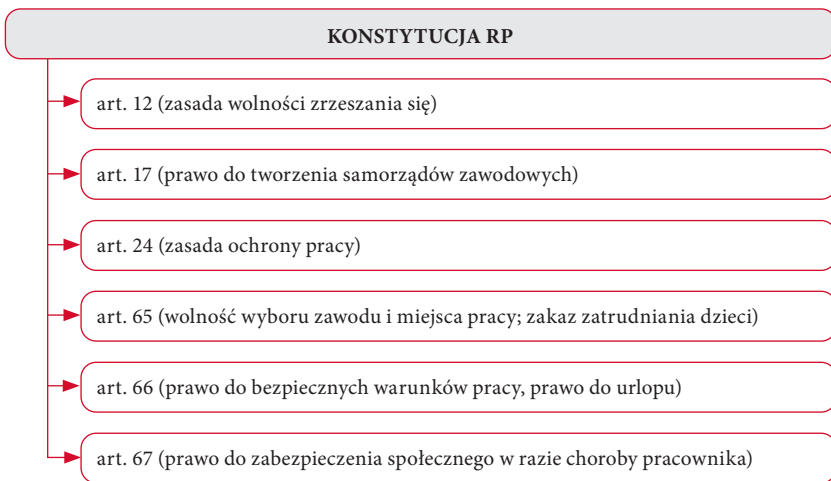 KONSTYTUCJA RP
art. 12 (zasada wolności zrzeszania się)
art. 17 (prawo do tworzenia samorządów zawodowych)
art. 24 (zasada ochrony pracy)
art. 65 (wolność wyboru zawodu i miejsca pracy; zakaz zatrudniania dzieci)
art. 66 (prawo do bezpiecznych warunków pracy, prawo do urlopu)
art. 67 (prawo do zabezpieczenia społecznego w razie choroby pracownika)